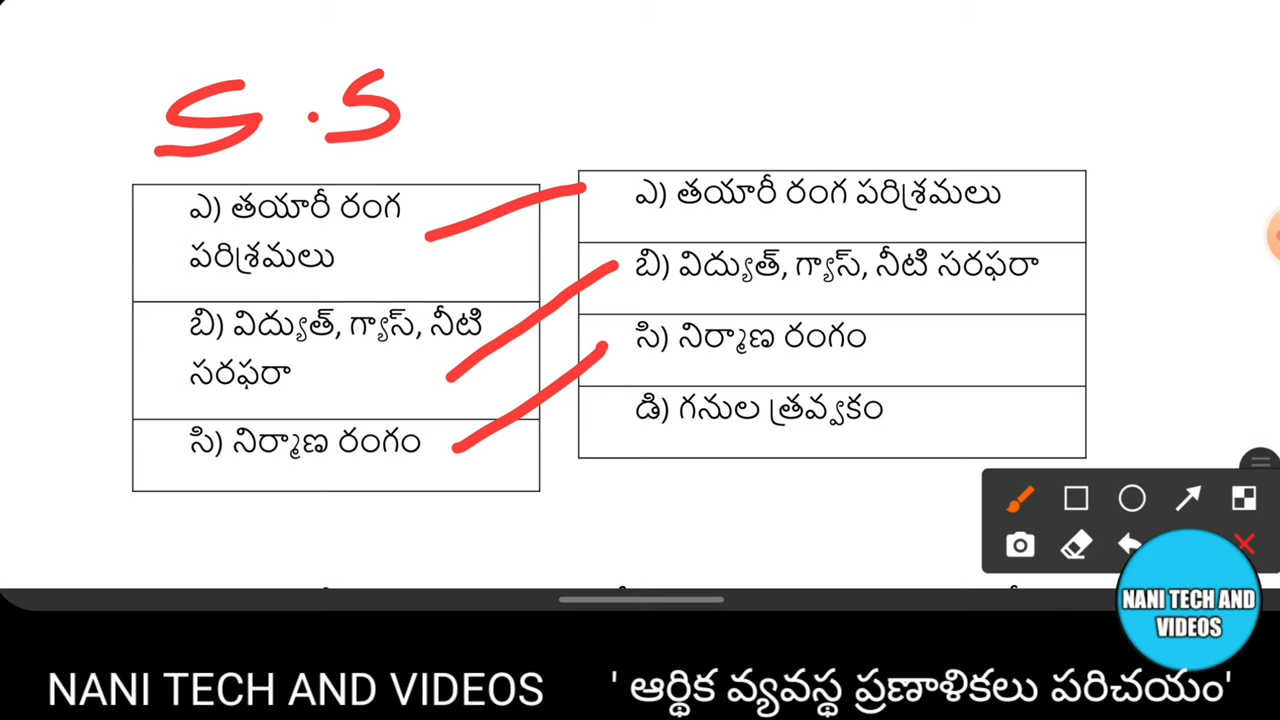 S.S
ఎ) తయారీ రంగ
పరిశ్రమలు
బి) విద్యుత్, గ్యాస్, నీటి
సరఫరా
సి) నిర్మాణ రంగం
ఎ) తయారీ రంగ పరిశ్రమలు
బి) విద్యుత్, గ్యాస్, నీటి సరఫరా
సి) నిర్మాణ రంగం
డి) గనుల త్రవ్వకం
NANI TECH AND
VIDEOS
NANI TECH AND VIDEOS
' ఆర్థిక వ్యవస్థ ప్రణాళికలు పరిచయం'